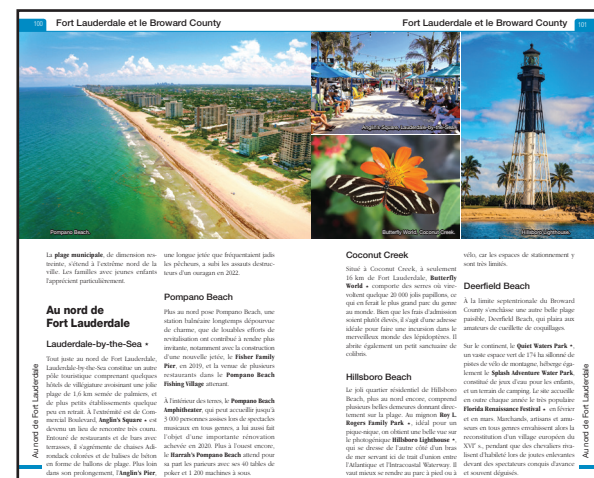 100
Fort Lauderdale et le Broward County
Fort Lauderdale et le Broward County
101
Pompano Beach.
Anglin's Square, Lauderdale-by-the-Sea.
Butterfly World, Coconut Creek.
Hillsboro Lighthouse.
La plage municipale, de dimension res-
treinte, s'étend à l'extrême nord de la
ville. Les familles avec jeunes enfants
l'apprécient particulièrement.
Au nord de
Fort Lauderdale
Lauderdale-by-the-Sea ★
Tout juste au nord de Fort Lauderdale,
Lauderdale-by-the-Sea constitue un autre
pôle touristique comprenant quelques
hôtels de villégiature avoisinant une jolie
plage de 1,6 km semée de palmiers, et
de plus petits établissements quelque
peu en retrait. À l'extrémité est de Com-
mercial Boulevard, Anglin's Square ★ est
devenu un lieu de rencontre très couru.
Entouré de restaurants et de bars avec
terrasses, il s'agrémente de chaises Adi-
rondack colorées et de balises de béton
en forme de ballons de plage. Plus loin
dans son prolongement, l'Anglin's Pier,
une longue jetée que fréquentaient jadis
les pêcheurs, a subi les assauts destruc-
teurs d'un ouragan en 2022.
Pompano Beach
Plus au nord pose Pompano Beach, une
station balnéaire longtemps dépourvue
de charme, que de louables efforts de
revitalisation ont contribué à rendre plus
invitante, notamment avec la construction
d'une nouvelle jetée, le Fisher Family
Pier, en 2019, et la venue de plusieurs
restaurants dans le Pompano Beach
Fishing Village attenant.
À l'intérieur des terres, le Pompano Beach
Amphitheater, qui peut accueillir jusqu'à
3 000 personnes assises lors de spectacles
musicaux en tous genres, a lui aussi fait
l'objet d'une importante rénovation
achevée en 2020. Plus à l'ouest encore,
le Harrah's Pompano Beach attend pour
sa part les parieurs avec ses 40 tables de
poker et 1 200 machines à sous.
Coconut Creek
Situé à Coconut Creek, à seulement
16 km de Fort Lauderdale, Butterfly
World ★ comporte des serres où vire-
voltent quelque 20 000 jolis papillons, ce
qui en ferait le plus grand parc du genre
au monde. Bien que les frais d'admission
soient plutôt élevés, il s'agit d'une adresse
idéale pour faire une incursion dans le
merveilleux monde des lépidoptères. Il
abrite également un petit sanctuaire de
colibris.
Hillsboro Beach
Le joli quartier résidentiel de Hillsboro
Beach, plus au nord encore, comprend
plusieurs belles demeures donnant direc-
tement sur la plage. Au mignon Roy L.
Rogers Family Park ★, idéal pour un
pique-nique, on obtient une belle vue sur
le photogénique Hillsboro Lighthouse ★,
qui se dresse de l'autre côté d'un bras
de mer servant ici de trait d'union entre
l'Atlantique et l'Intracoastal Waterway. Il
vaut mieux se rendre au parc à pied ou à
vélo, car les espaces de stationnement y
sont très limités.
Deerfield Beach
À la limite septentrionale du Broward
County s'enchâsse une autre belle plage
paisible, Deerfield Beach, qui plaira aux
amateurs de cueillette de coquillages.
Sur le continent, le Quiet Waters Park ★,
un vaste espace vert de 174 ha sillonné de
pistes de vélo de montagne, héberge éga-
lement le Splash Adventure Water Park,
constitué de jeux d'eau pour les enfants,
et un terrain de camping. Le site accueille
en outre chaque année le très populaire
Florida Renaissance Festival ★ en février
et en mars. Marchands, artisans et amu-
seurs en tous genres envahissent alors la
reconstitution d'un village européen du
XVIe s., pendant que des chevaliers riva-
lisent d'habileté lors de joutes enlevantes
devant des spectateurs conquis d'avance
et souvent déguisés.
Au nord de Fort Lauderdale
Au nord de Fort Lauderdale